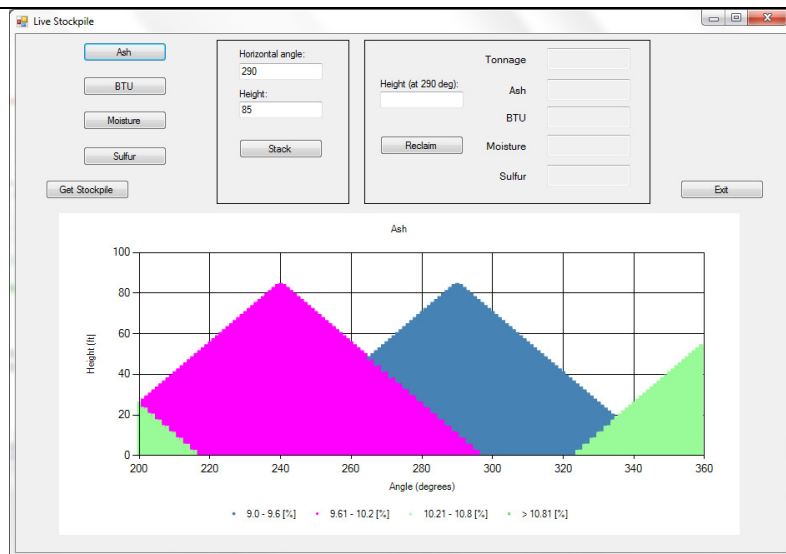 Live Stockpile
Ash
BTU
Moisture
Sulfur
Get Stockpile
Horizontal angle:
290
Height:
85
Stack
Height (at 290 deg):
Reclaim
Tonnage
Ash
BTU
Moisture
Sulfur
Exit
Ash
Height (ft)
100
80
60
40
20
0
200 220 240 260 280 300 320 340 360
Angle (degrees)
9.0 - 9.6 [%] 9.61 - 10.2 [%] 10.21 - 10.8 [%] > 10.81 [%]